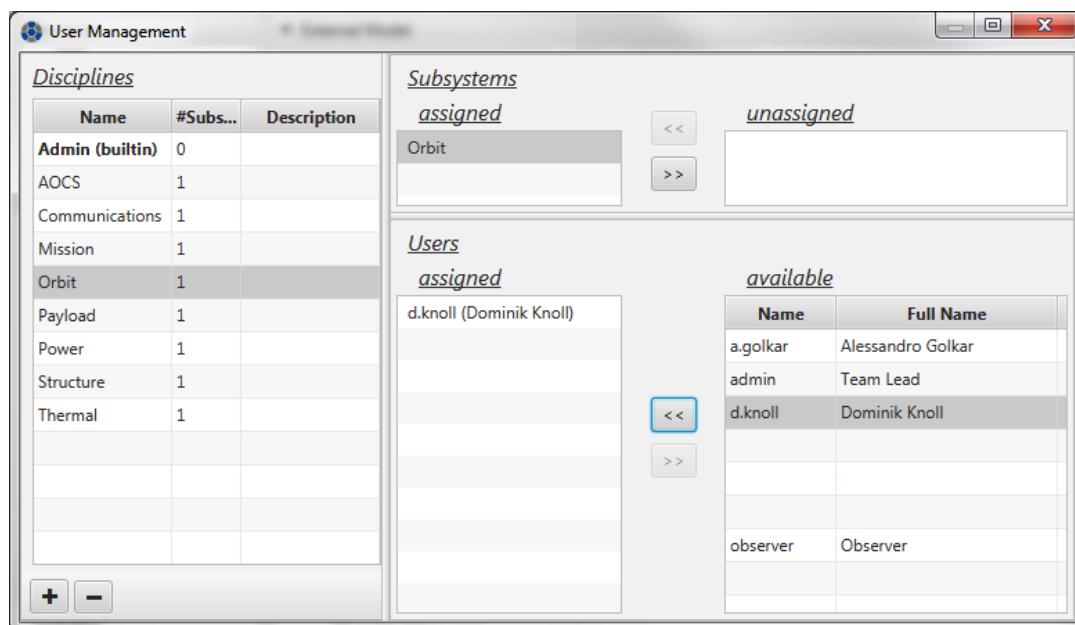 User Management
Disciplines
Name #Subs... Description
Admin (builtin) 0
AOCS 1
Communications 1
Mission 1
Orbit 1
Payload 1
Power 1
Structure 1
Thermal 1
+ −
Subsystems
assigned
Orbit
<<
>>
unassigned
Users
assigned
d.knoll (Dominik Knoll)
<<
>>
available
Name Full Name
a.golkar Alessandro Golkar
admin Team Lead
d.knoll Dominik Knoll
observer Observer